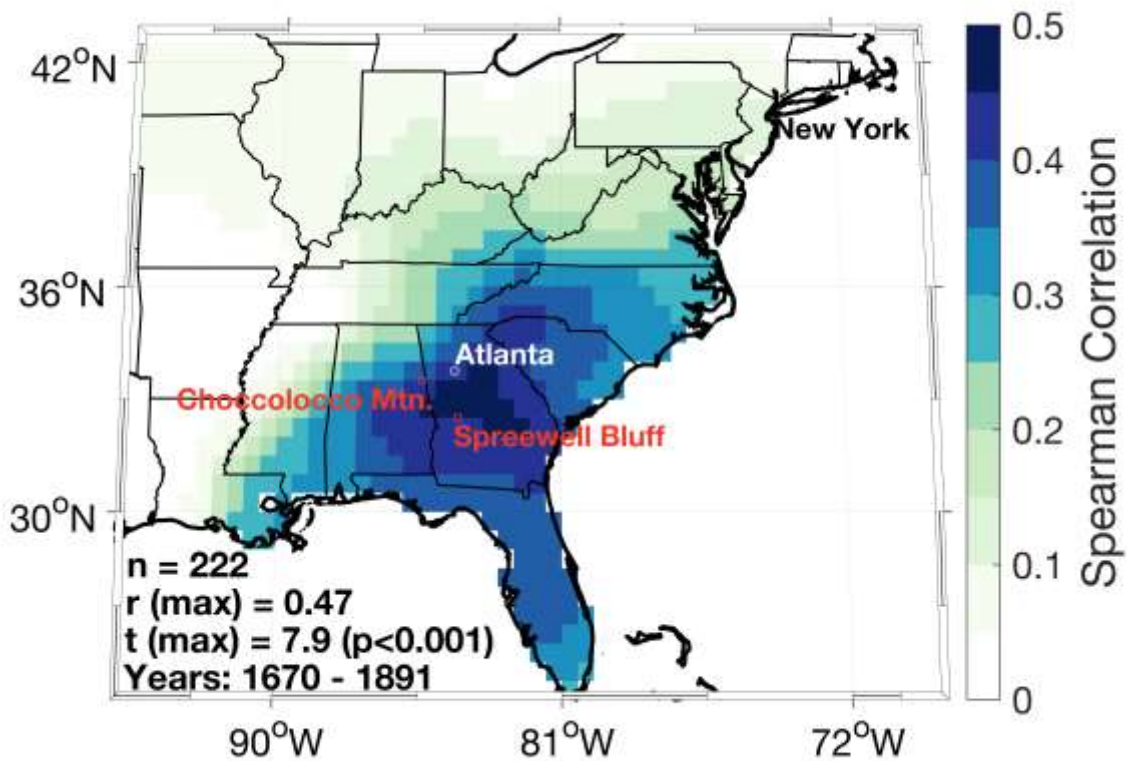 0.5
42°N
New York
0.4
Spearman Correlation
36°N
0.3
Atlanta
Choccolocco Mtn.
Spreewell Bluff
0.2
30°N
n = 222
0.1
r (max) = 0.47
t (max) = 7.9 (p<0.001)
Years: 1670 - 1891
0
90°W
81°W
72°W